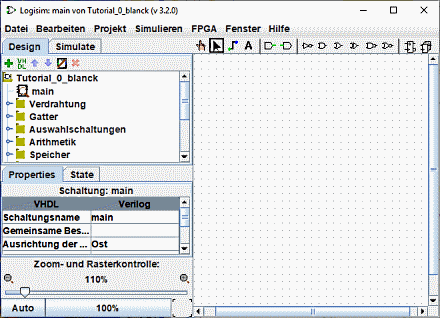 Logisim: main von Tutorial_0_blanck (v 3.2.0)
Datei Bearbeiten Projekt Simulieren FPGA Fenster Hilfe
Design Simulate
A
VH DL
Tutorial_0_blanck
main
Verdrahtung
Gatter
Auswahlschaltungen
Arithmetik
Speicher
Properties State
Schaltung: main
VHDL Verilog
Schaltungsname main
Gemeinsame Bes...
Ausrichtung der ... Ost
Zoom- und Rasterkontrolle:
110%
Auto 100%